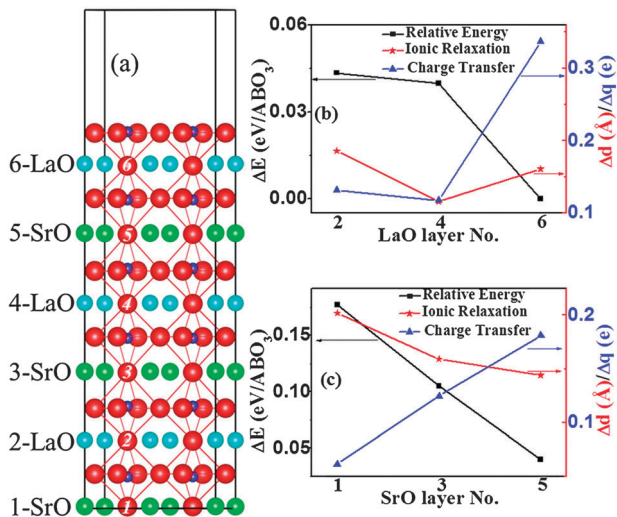 (a)
6-LaO
5-SrO
4-LaO
3-SrO
2-LaO
1-SrO
6
5
4
3
2
1
0.06
0.03
0.00
ΔE (eV/ABO3)
Relative Energy
Ionic Relaxation
Charge Transfer
(b)
0.3
0.2
0.1
Δd (Å)/Δq (e)
2 4 6
LaO layer No.
0.15
0.10
0.05
ΔE (eV/ABO3)
Relative Energy
Ionic Relaxation
Charge Transfer
(c)
0.2
0.1
Δd (Å)/Δq (e)
1 3 5
SrO layer No.